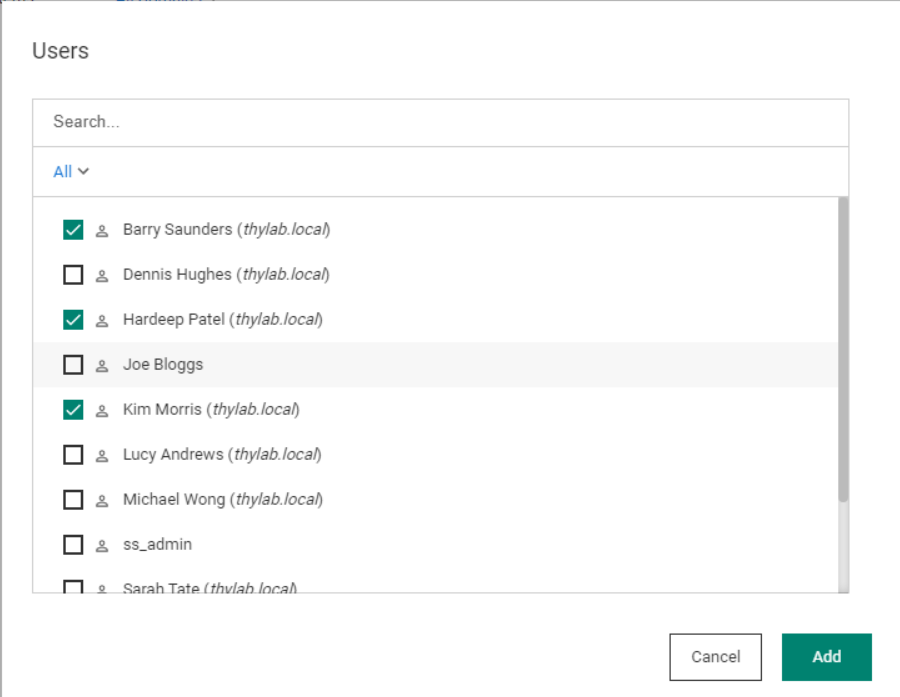 Users
Search...
All
Barry Saunders (thylab.local)
Dennis Hughes (thylab.local)
Hardeep Patel (thylab.local)
Joe Bloggs
Kim Morris (thylab.local)
Lucy Andrews (thylab.local)
Michael Wong (thylab.local)
ss_admin
Sarah Tate (thylab.local)
Cancel
Add